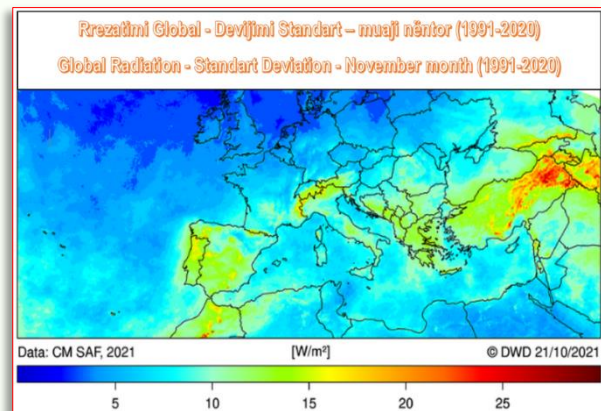 Rrezatimi Global - Devijimi Standart – muaji nëntor (1991-2020)
Global Radiation - Standart Deviation - November month (1991-2020)
Data: CM SAF, 2021 [W/m²] © DWD 21/10/2021
5 10 15 20 25